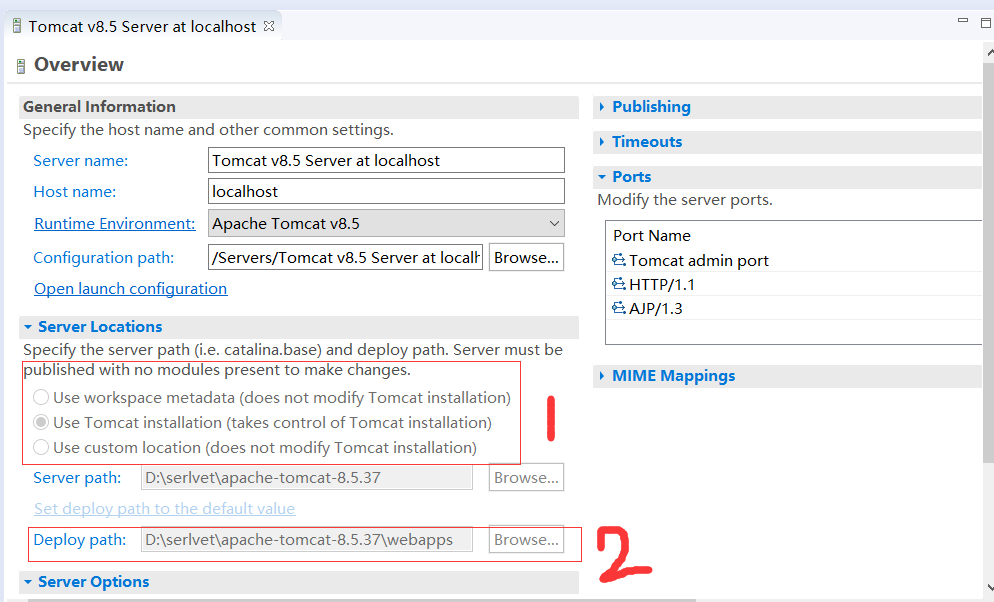 Tomcat v8.5 Server at localhost
Overview
General Information
Specify the host name and other common settings.
Server name: Tomcat v8.5 Server at localhost
Host name: localhost
Runtime Environment: Apache Tomcat v8.5
Configuration path: /Servers/Tomcat v8.5 Server at localh Browse...
Open launch configuration
Server Locations
Specify the server path (i.e. catalina.base) and deploy path. Server must be
published with no modules present to make changes.
Use workspace metadata (does not modify Tomcat installation)
Use Tomcat installation (takes control of Tomcat installation)
Use custom location (does not modify Tomcat installation)
1
Server path: D:\serlvet\apache-tomcat-8.5.37 Browse...
Set deploy path to the default value
Deploy path: D:\serlvet\apache-tomcat-8.5.37\webapps Browse...
2
Server Options
Publishing
Timeouts
Ports
Modify the server ports.
Port Name
Tomcat admin port
HTTP/1.1
AJP/1.3
MIME Mappings